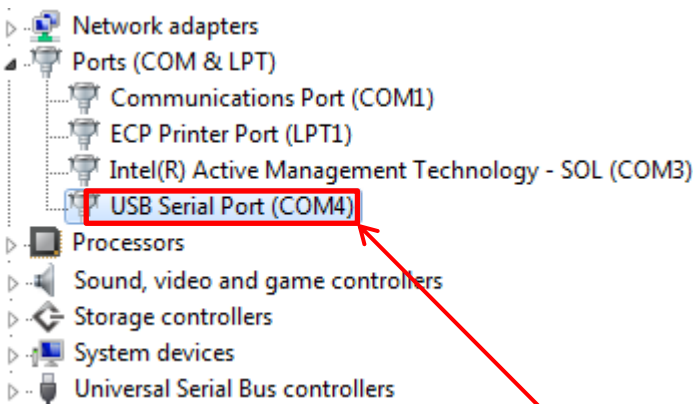 Network adapters
Ports (COM & LPT)
Communications Port (COM1)
ECP Printer Port (LPT1)
Intel(R) Active Management Technology - SOL (COM3)
USB Serial Port (COM4)
Processors
Sound, video and game controllers
Storage controllers
System devices
Universal Serial Bus controllers